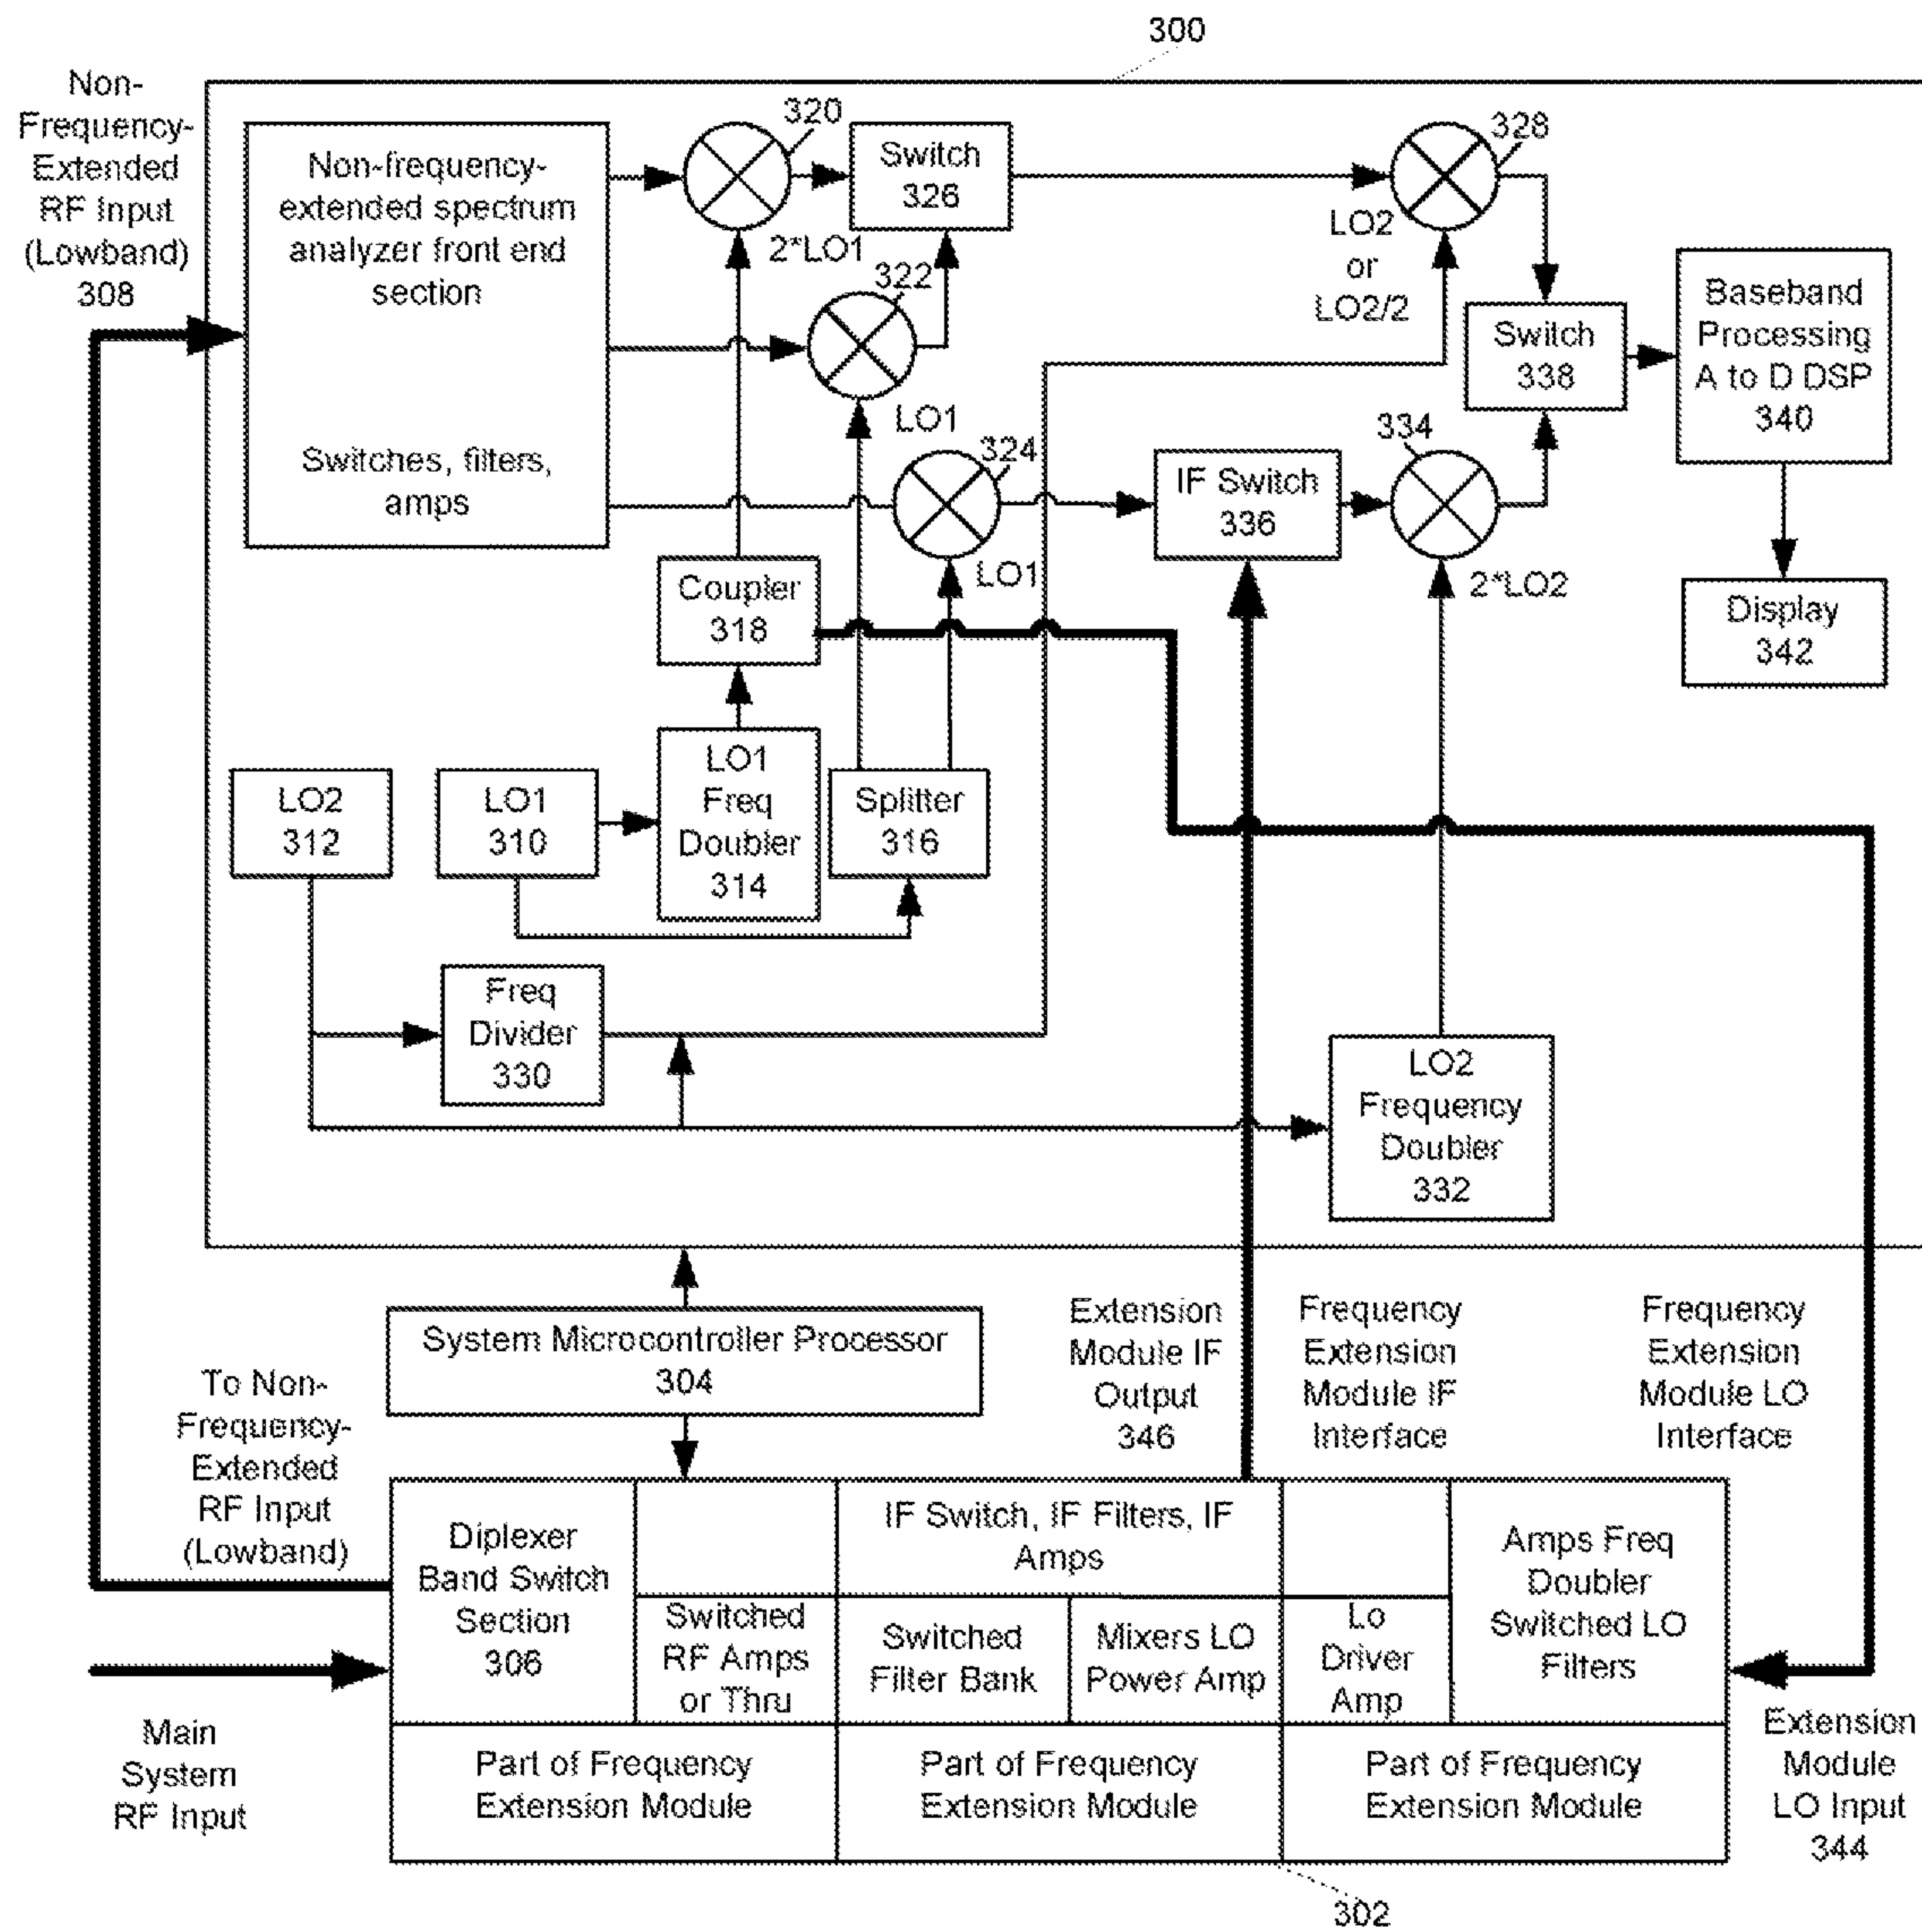 300
Non-
Frequency-
Extended
RF Input
(Lowband)
308
Non-frequency-
extended spectrum
analyzer front end
section
Switches, filters,
amps
320
2*LO1
Switch
326
322
LO1
324
LO1
328
LO2
or
LO2/2
Switch
338
Baseband
Processing
A to D DSP
340
Display
342
IF Switch
336
334
2*LO2
Coupler
318
LO2
312
LO1
310
LO1
Freq
Doubler
314
Splitter
316
Freq
Divider
330
LO2
Frequency
Doubler
332
System Microcontroller Processor
304
Extension
Module IF
Output
346
Frequency
Extension
Module IF
Interface
Frequency
Extension
Module LO
Interface
To Non-
Frequency-
Extended
RF Input
(Lowband)
Main
System
RF Input
Diplexer
Band Switch
Section
306
Switched
RF Amps
or Thru
IF Switch, IF Filters, IF
Amps
Switched
Filter Bank
Mixers LO
Power Amp
Lo
Driver
Amp
Amps Freq
Doubler
Switched LO
Filters
Part of Frequency
Extension Module
Part of Frequency
Extension Module
Part of Frequency
Extension Module
Extension
Module
LO Input
344
302